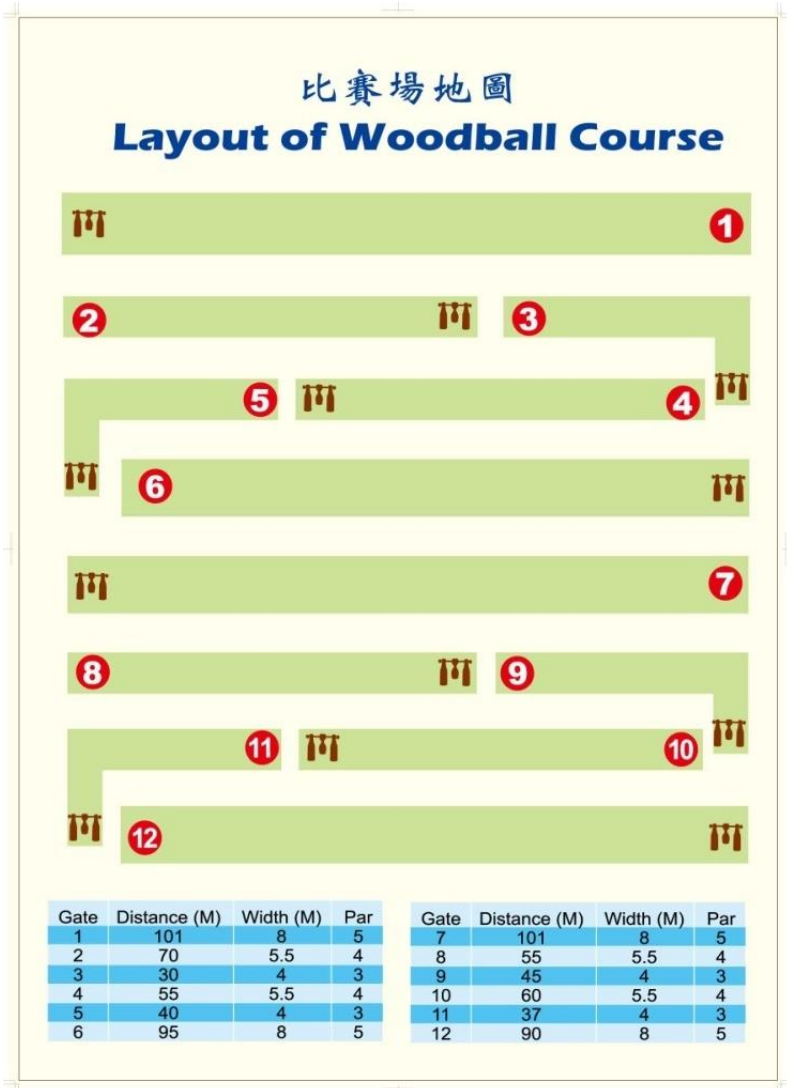 比賽場地圖
Layout of Woodball Course
1
2 3
5 4
6
7
8 9
11 10
12
Gate Distance (M) Width (M) Par
1 101 8 5
2 70 5.5 4
3 30 4 3
4 55 5.5 4
5 40 4 3
6 95 8 5
Gate Distance (M) Width (M) Par
7 101 8 5
8 55 5.5 4
9 45 4 3
10 60 5.5 4
11 37 4 3
12 90 8 5